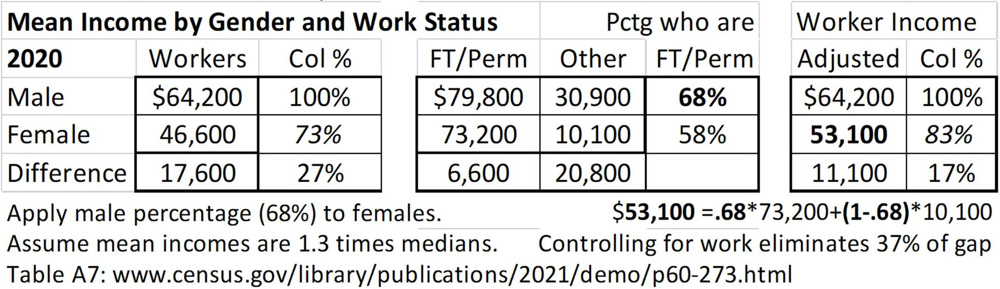 Mean Income by Gender and Work Status Pctg who are Worker Income
2020 Workers Col % FT/Perm Other FT/Perm Adjusted Col %
Male $64,200 100% $79,800 30,900 68% $64,200 100%
Female 46,600 73% 73,200 10,100 58% 53,100 83%
Difference 17,600 27% 6,600 20,800 11,100 17%
Apply male percentage (68%) to females. $53,100 =.68*73,200+(1-.68)*10,100
Assume mean incomes are 1.3 times medians. Controlling for work eliminates 37% of gap
Table A7: www.census.gov/library/publications/2021/demo/p60-273.html